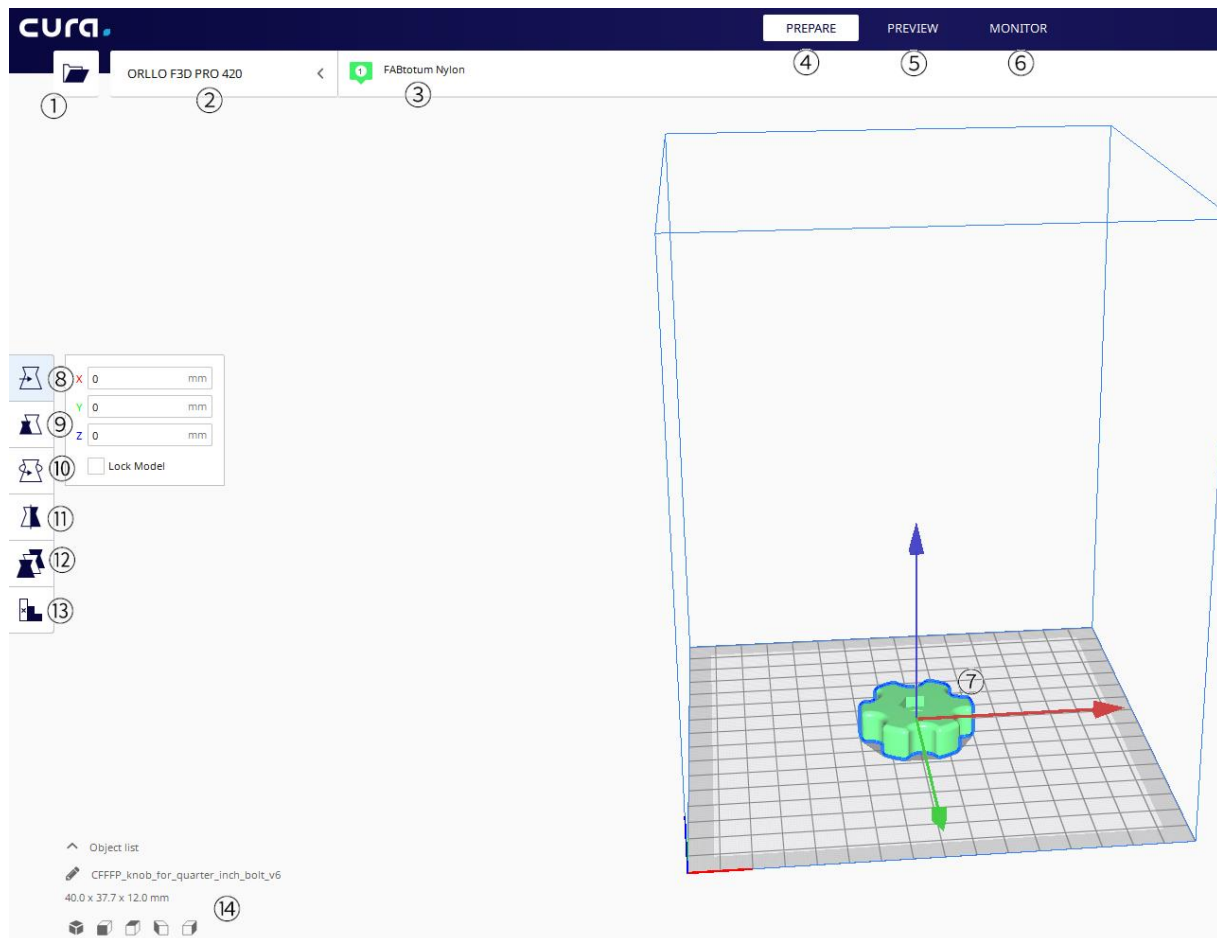 cura.
PREPARE PREVIEW MONITOR
④ ⑤ ⑥
ORLLO F3D PRO 420 < 1 FABtotum Nylon
① ② ③
⑧ X 0 mm
⑨ Y 0 mm
Z 0 mm
⑩ Lock Model
⑪
⑫
⑬
⑦
Object list
CFFFP_knob_for_quarter_inch_bolt_v6
40.0 x 37.7 x 12.0 mm
⑭